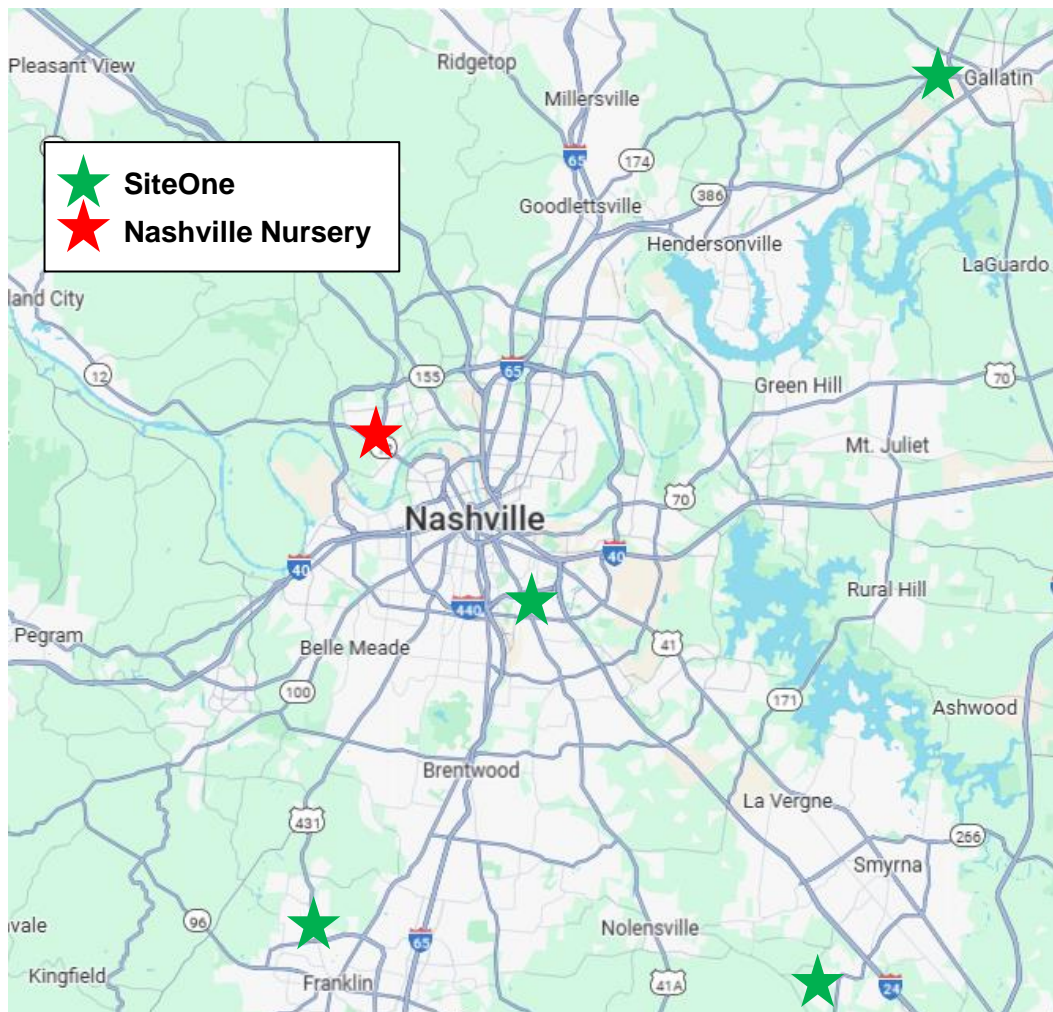 Pleasant View
Ridgetop
Gallatin
Millersville
65
174
SiteOne
Nashville Nursery
386
Goodlettsville
Hendersonville
LaGuardo
land City
12
155
65
70
Green Hill
Mt. Juliet
70
Nashville
40
40
Rural Hill
440
Pegram
Belle Meade
41
100
171
Ashwood
Brentwood
La Vergne
431
266
Smyrna
96
vale
65
Nolensville
Kingfield
Franklin
41A
24